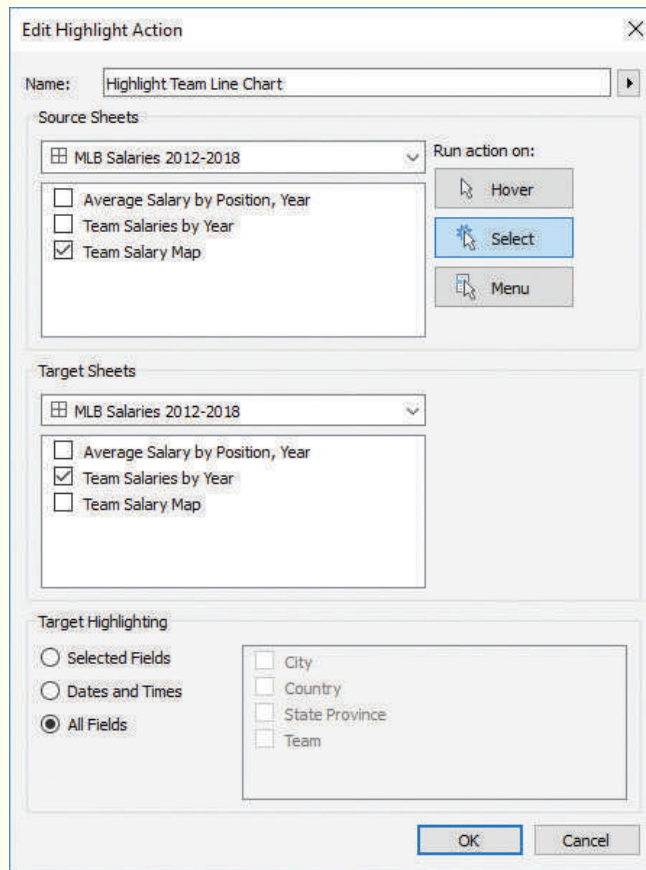 Edit Highlight Action
Name: Highlight Team Line Chart
Source Sheets
MLB Salaries 2012-2018
Run action on:
Average Salary by Position, Year
Team Salaries by Year
Team Salary Map
Hover
Select
Menu
Target Sheets
MLB Salaries 2012-2018
Average Salary by Position, Year
Team Salaries by Year
Team Salary Map
Target Highlighting
Selected Fields
Dates and Times
All Fields
City
Country
State Province
Team
OK
Cancel